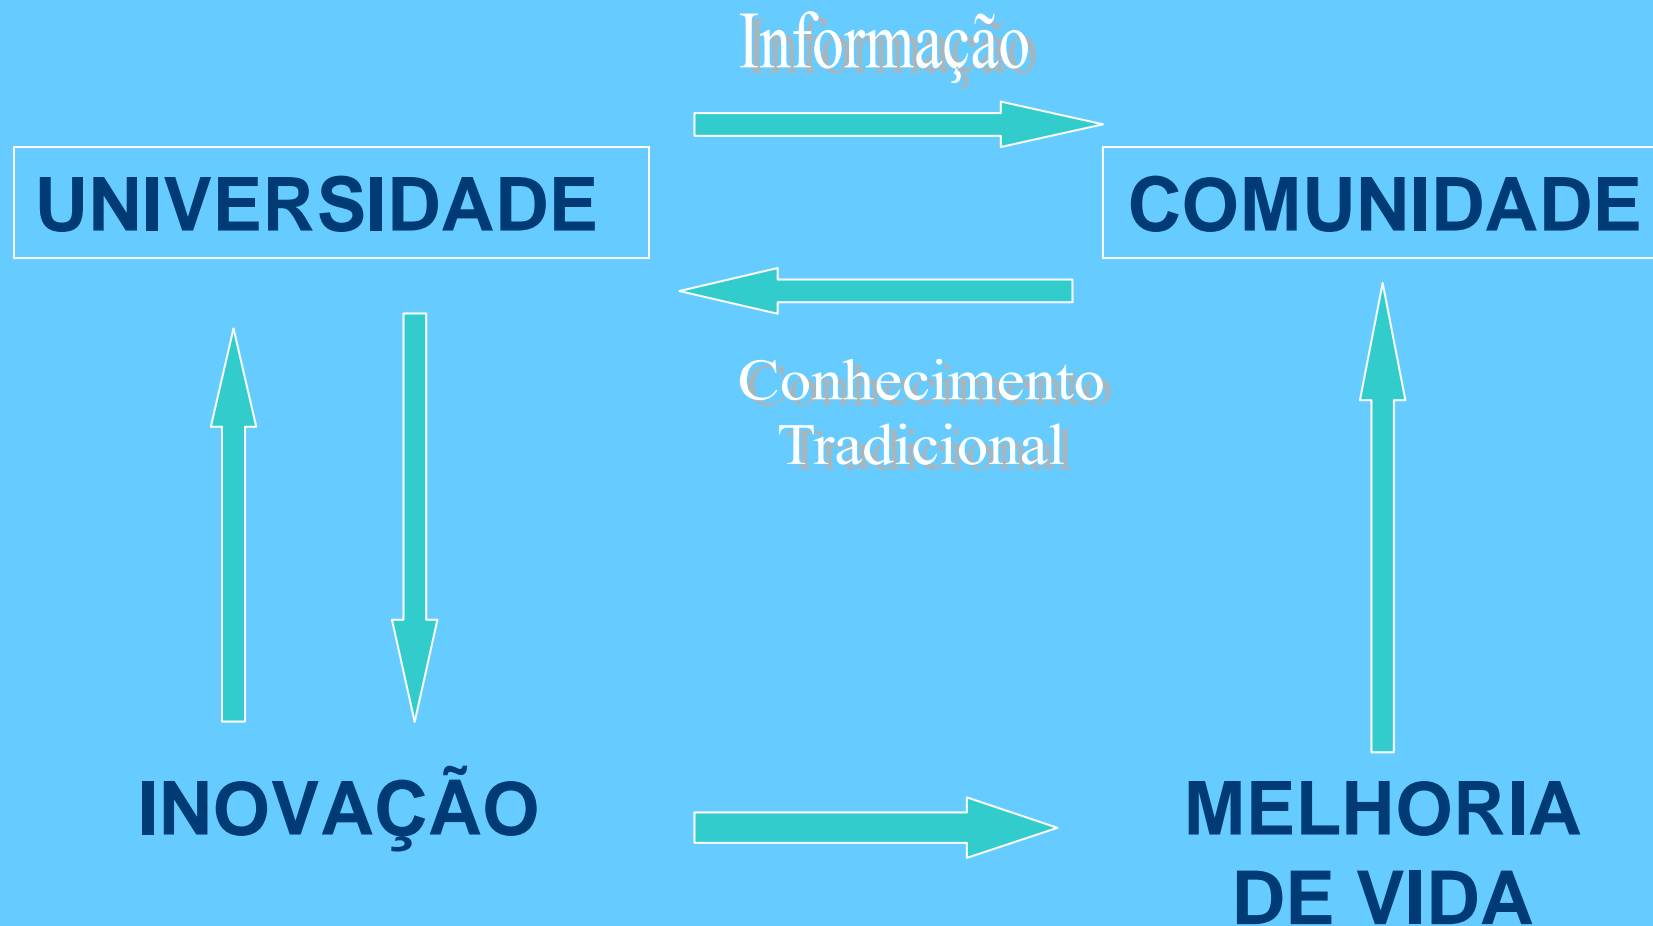 Informação
UNIVERSIDADE
COMUNIDADE
Conhecimento
Tradicional
INOVAÇÃO
MELHORIA
DE VIDA